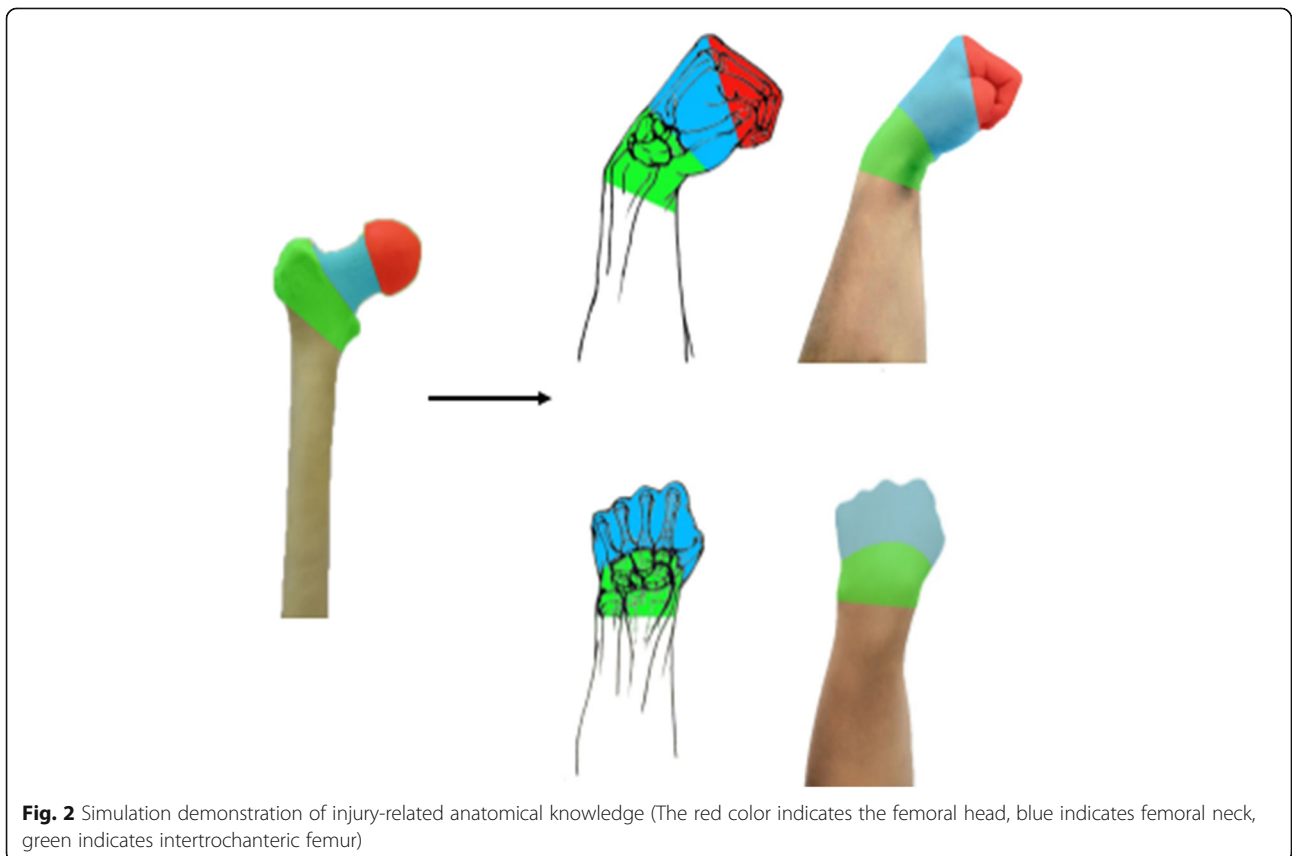 Fig. 2 Simulation demonstration of injury-related anatomical knowledge (The red color indicates the femoral head, blue indicates femoral neck,
green indicates intertrochanteric femur)